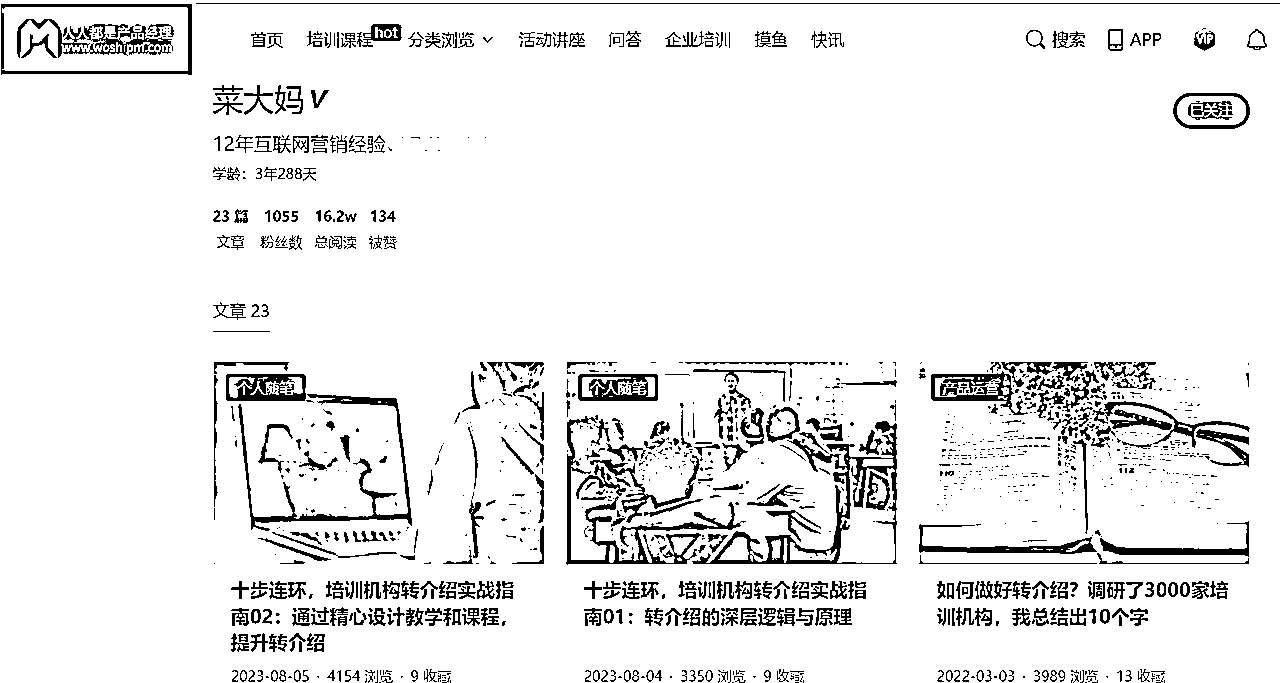 人人都是产品经理
www.woshipm.com
首页 培训课程 hot 分类浏览 活动讲座 问答 企业培训 摸鱼 快讯 搜索 APP VIP
菜大妈 V
已关注
12年互联网营销经验、
学龄：3年288天
23 篇 1055 16.2w 134
文章 粉丝数 总阅读 被赞
文章 23
个人随笔 个人随笔 产品运营
112
十步连环，培训机构转介绍实战指
南02：通过精心设计教学和课程，
提升转介绍
2023-08-05 · 4154 浏览 · 9 收藏
十步连环，培训机构转介绍实战指
南01：转介绍的深层逻辑与原理
2023-08-04 · 3350 浏览 · 9 收藏
如何做好转介绍？调研了3000家培
训机构，我总结出10个字
2022-03-03 · 3989 浏览 · 13 收藏